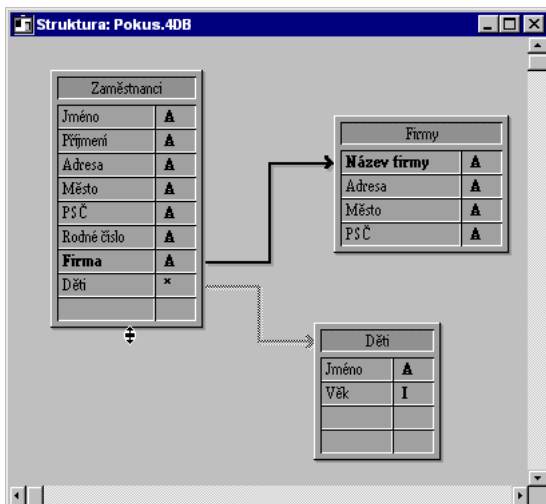 Struktura: Pokus.4DB
Zaměstnanci
Jméno A
Příjmení A
Adresa A
Město A
PSČ A
Rodné číslo A
Firma A
Děti *
Firmy
Název firmy A
Adresa A
Město A
PSČ A
Děti
Jméno A
Věk I